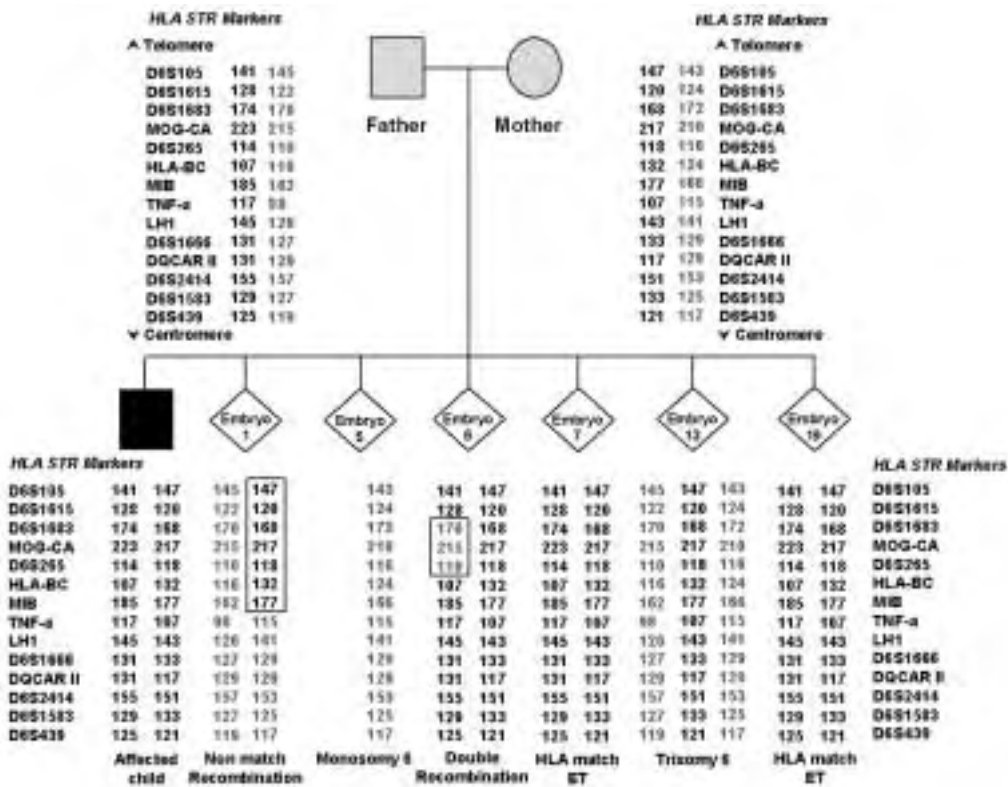 HLA STR Markers HLA STR Markers
^ Telomere ^ Telomere
D6S105 141 145 147 143 D6S105
D6S1615 128 122 120 124 D6S1615
D6S1683 174 170 168 172 D6S1683
MOG-CA 223 215 217 210 MOG-CA
D6S265 114 110 118 116 D6S265
Father Mother
HLA-BC 107 116 132 124 HLA-BC
MIB 185 162 177 166 MIB
TNF-a 117 98 107 115 TNF-a
LH1 145 126 143 141 LH1
D6S1666 131 127 133 129 D6S1666
DQCAR II 131 129 117 128 DQCAR II
D6S2414 155 157 151 153 D6S2414
D6S1583 129 127 133 125 D6S1583
D6S439 125 119 121 117 D6S439
v Centromere v Centromere
Embryo 1
Embryo 5
Embryo 6
Embryo 7
Embryo 13
Embryo
HLA STR Markers HLA STR Markers
D6S105 141 147 145 147 143 141 147 141 147 145 147 143 141 147 D6S105
D6S1615 128 120 122 120 124 128 120 128 120 122 120 124 128 120 D6S1615
D6S1683 174 168 170 168 170 168 174 168 170 168 172 174 168 D6S1683
MOG-CA 223 217 215 217 210 215 217 223 217 215 217 210 223 217 MOG-CA
D6S265 114 118 110 118 116 110 118 114 118 110 118 116 114 118 D6S265
HLA-BC 107 132 116 132 124 107 132 107 132 116 132 124 107 132 HLA-BC
MIB 185 177 162 177 166 185 177 185 177 162 177 166 185 177 MIB
TNF-a 117 107 98 115 115 117 107 117 107 98 107 115 117 107 TNF-a
LH1 145 143 126 141 141 145 143 145 143 126 143 141 145 143 LH1
D6S1666 131 133 127 129 129 131 133 131 133 127 133 129 131 133 D6S1666
DQCAR II 131 117 129 128 128 131 117 131 117 129 117 128 131 117 DQCAR II
D6S2414 155 151 157 153 153 155 151 155 151 157 151 153 155 151 D6S2414
D6S1583 129 133 127 125 125 129 133 129 133 127 133 125 129 133 D6S1583
D6S439 125 121 119 117 117 125 121 125 121 119 121 117 125 121 D6S439
Affected Non match Monosomy 6 Double HLA match Trisomy 6 HLA match
child Recombination Recombination ET ET